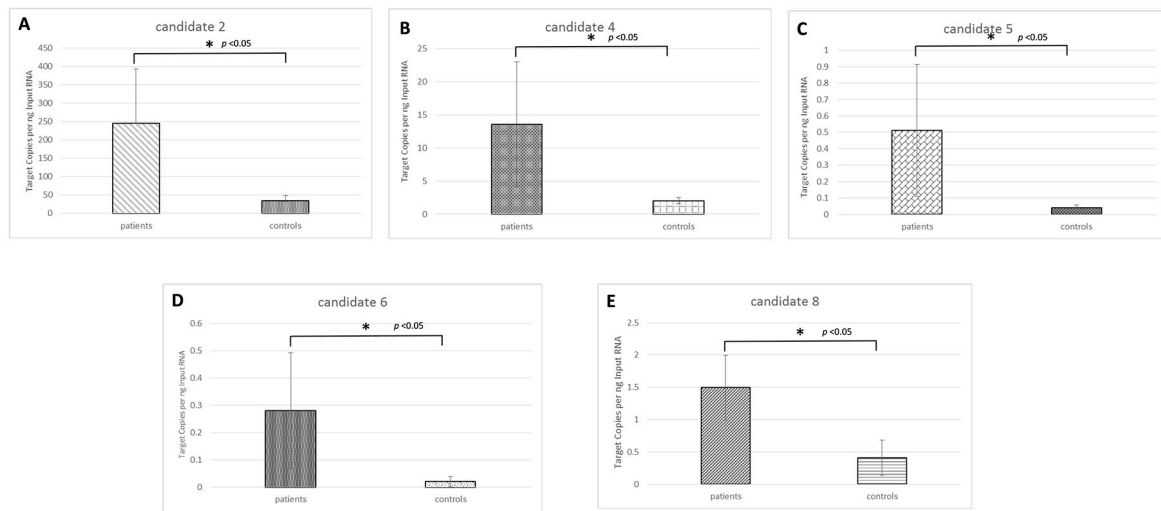 A
candidate 2
* p <0.05
Target Copies per ng Input RNA
450
400
350
300
250
200
150
100
50
0
patients controls
B
candidate 4
* p <0.05
Target Copies per ng Input RNA
25
20
15
10
5
0
patients controls
C
candidate 5
* p <0.05
Target Copies per ng Input RNA
1
0.9
0.8
0.7
0.6
0.5
0.4
0.3
0.2
0.1
0
patients controls
D
candidate 6
* p <0.05
Target Copies per ng Input RNA
0.6
0.5
0.4
0.3
0.2
0.1
0
patients controls
E
candidate 8
* p <0.05
Target Copies per ng Input RNA
2.5
2
1.5
1
0.5
0
patients controls